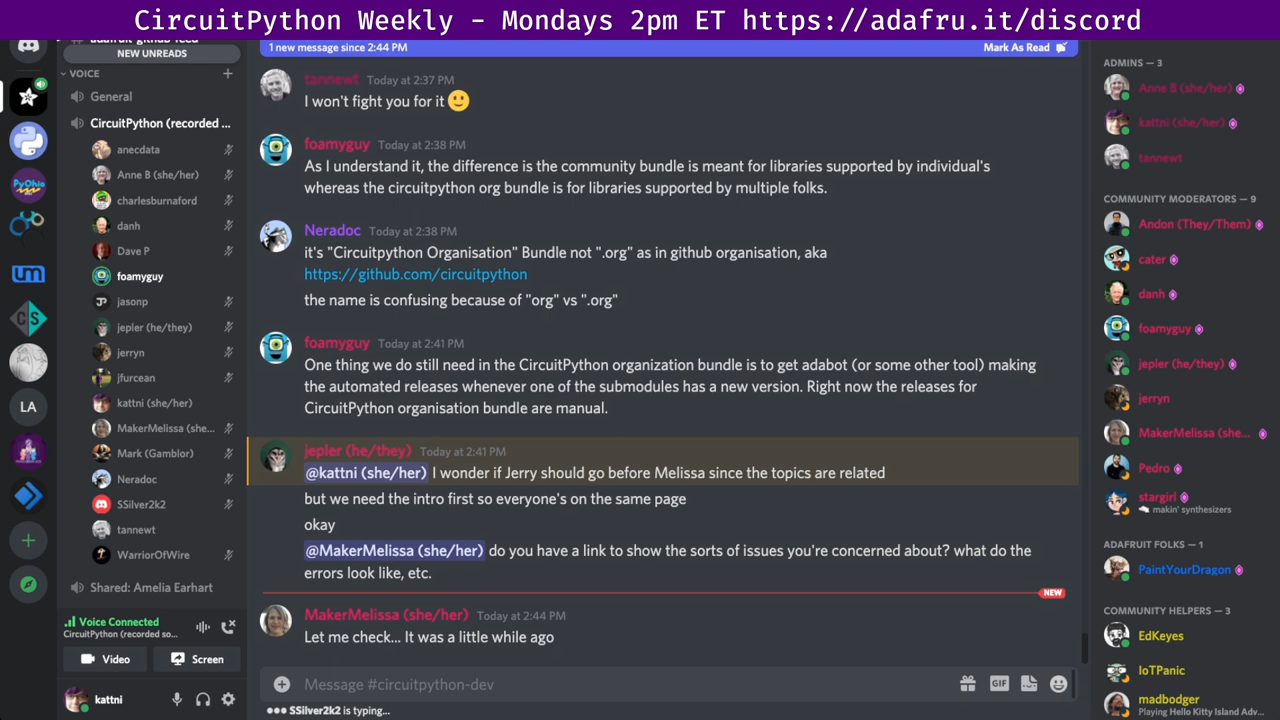 CircuitPython Weekly - Mondays 2pm ET https://adafru.it/discord
NEW UNREADS
VOICE
General
CircuitPython (recorded ...
anecdata
Anne B (she/her)
charlesburnaford
danh
Dave P
foamyguy
jasonp
jepler (he/they)
jerryn
jfurcean
kattni (she/her)
MakerMelissa (she...
Mark (Gamblor)
Neradoc
SSilver2k2
tannewt
WarriorOfWire
Shared: Amelia Earhart
Voice Connected
CircuitPython (recorded so...
Video
Screen
kattni
PyOhio
um
CS
LA
1 new message since 2:44 PM
Mark As Read
tannewt Today at 2:37 PM
I won't fight you for it
foamyguy Today at 2:38 PM
As I understand it, the difference is the community bundle is meant for libraries supported by individual's
whereas the circuitpython org bundle is for libraries supported by multiple folks.
Neradoc Today at 2:38 PM
it's "Circuitpython Organisation" Bundle not ".org" as in github organisation, aka
https://github.com/circuitpython
the name is confusing because of "org" vs ".org"
foamyguy Today at 2:41 PM
One thing we do still need in the CircuitPython organization bundle is to get adabot (or some other tool) making
the automated releases whenever one of the submodules has a new version. Right now the releases for
CircuitPython organisation bundle are manual.
jepler (he/they) Today at 2:41 PM
@kattni (she/her) I wonder if Jerry should go before Melissa since the topics are related
but we need the intro first so everyone's on the same page
okay
@MakerMelissa (she/her) do you have a link to show the sorts of issues you're concerned about? what do the
errors look like, etc.
NEW
MakerMelissa (she/her) Today at 2:44 PM
Let me check... It was a little while ago
Message #circuitpython-dev
GIF
SSilver2k2 is typing...
ADMINS — 3
Anne B (she/her)
kattni (she/her)
tannewt
COMMUNITY MODERATORS — 9
Andon (They/Them)
cater
danh
foamyguy
jepler (he/they)
jerryn
MakerMelissa (she...
Pedro
stargirl
makin' synthesizers
ADAFRUIT FOLKS — 1
PaintYourDragon
COMMUNITY HELPERS — 3
EdKeyes
IoTPanic
madbodger
Playing Hello Kitty Island Adv...